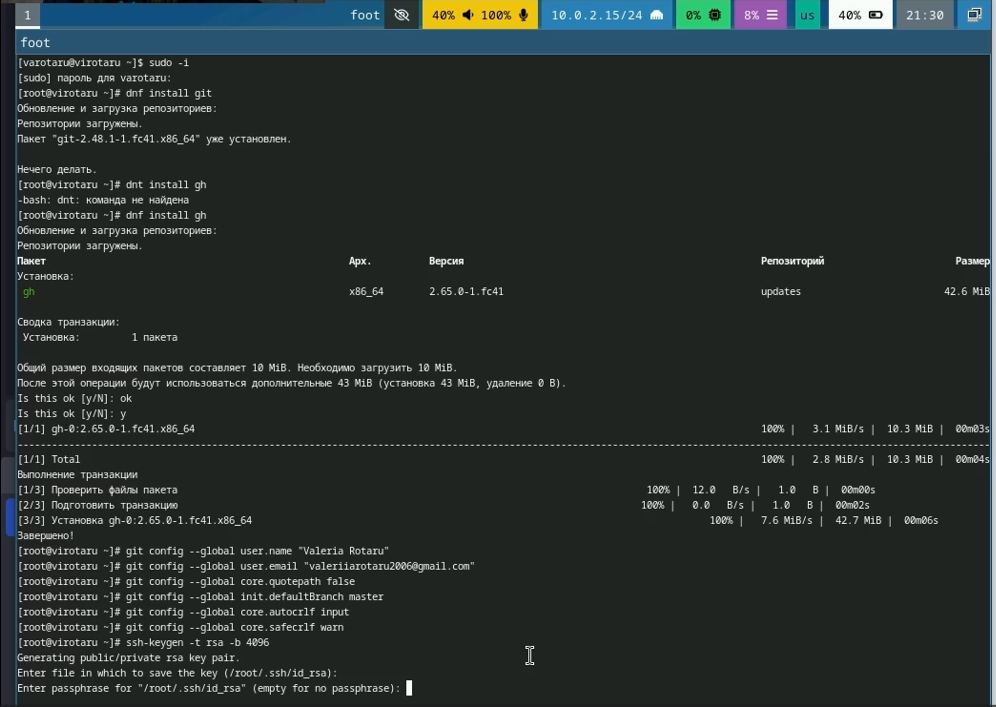 1 foot 40% 100% 10.0.2.15/24 0% 8% us 40% 21:30
foot
[varotaru@virotaru ~]$ sudo -i
[sudo] пароль для varotaru:
[root@virotaru ~]# dnf install git
Обновление и загрузка репозиториев:
Репозитории загружены.
Пакет "git-2.48.1-1.fc41.x86_64" уже установлен.
Нечего делать.
[root@virotaru ~]# dnt install gh
-bash: dnt: команда не найдена
[root@virotaru ~]# dnf install gh
Обновление и загрузка репозиториев:
Репозитории загружены.
Пакет Арх. Версия Репозиторий Размер
Установка:
gh x86_64 2.65.0-1.fc41 updates 42.6 MiB
Сводка транзакции:
Установка: 1 пакета
Общий размер входящих пакетов составляет 10 MiB. Необходимо загрузить 10 MiB.
После этой операции будут использоваться дополнительные 43 MiB (установка 43 MiB, удаление 0 B).
Is this ok [y/N]: ok
Is this ok [y/N]: y
[1/1] gh-0:2.65.0-1.fc41.x86_64 100% | 3.1 MiB/s | 10.3 MiB | 00m03s
[1/1] Total 100% | 2.8 MiB/s | 10.3 MiB | 00m04s
Выполнение транзакции
[1/3] Проверить файлы пакета 100% | 12.0 B/s | 1.0 B | 00m00s
[2/3] Подготовить транзакцию 100% | 0.0 B/s | 1.0 B | 00m02s
[3/3] Установка gh-0:2.65.0-1.fc41.x86_64 100% | 7.6 MiB/s | 42.7 MiB | 00m06s
Завершено!
[root@virotaru ~]# git config --global user.name "Valeria Rotaru"
[root@virotaru ~]# git config --global user.email "valeriiarotaru2006@gmail.com"
[root@virotaru ~]# git config --global core.quotepath false
[root@virotaru ~]# git config --global init.defaultBranch master
[root@virotaru ~]# git config --global core.autocrlf input
[root@virotaru ~]# git config --global core.safecrlf warn
[root@virotaru ~]# ssh-keygen -t rsa -b 4096
Generating public/private rsa key pair.
Enter file in which to save the key (/root/.ssh/id_rsa):
Enter passphrase for "/root/.ssh/id_rsa" (empty for no passphrase):